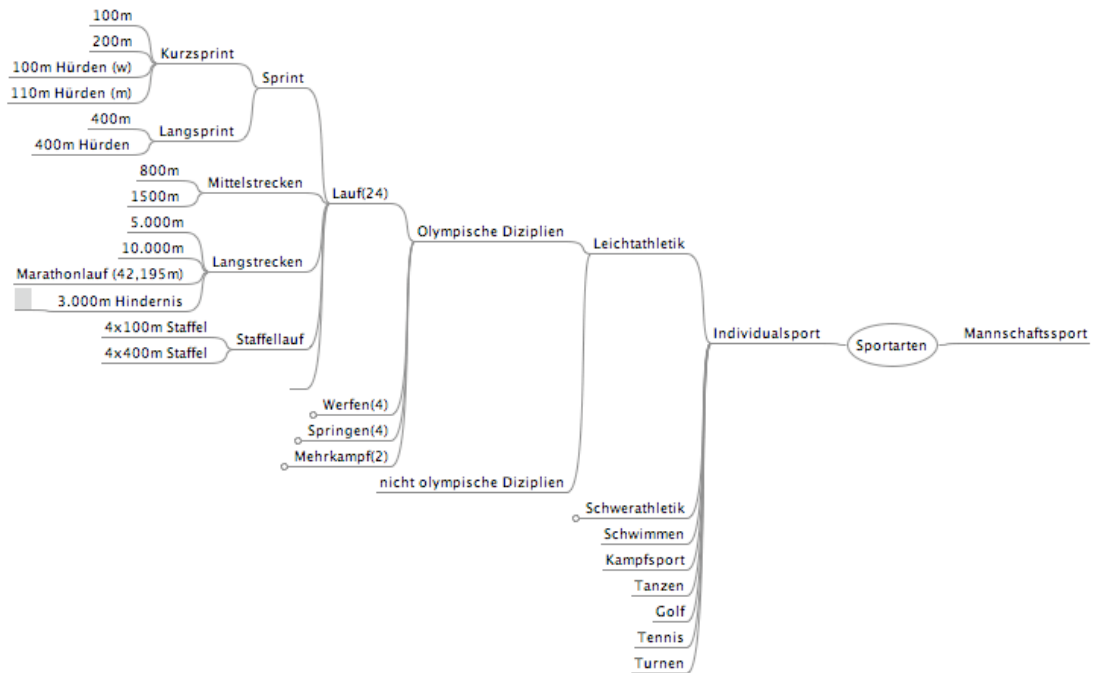 100m
200m
Kurzsprint
100m Hürden (w)
Sprint
110m Hürden (m)
400m
Langsprint
400m Hürden
800m
Mittelstrecken
1500m
Lauf(24)
5.000m
Olympische Diziplien
10.000m
Leichtathletik
Langstrecken
Marathonlauf (42,195m)
3.000m Hindernis
4x100m Staffel
Staffellauf
4x400m Staffel
Individualsport
Sportarten
Mannschaftssport
Werfen(4)
Springen(4)
Mehrkampf(2)
nicht olympische Diziplien
Schwerathletik
Schwimmen
Kampfsport
Tanzen
Golf
Tennis
Turnen